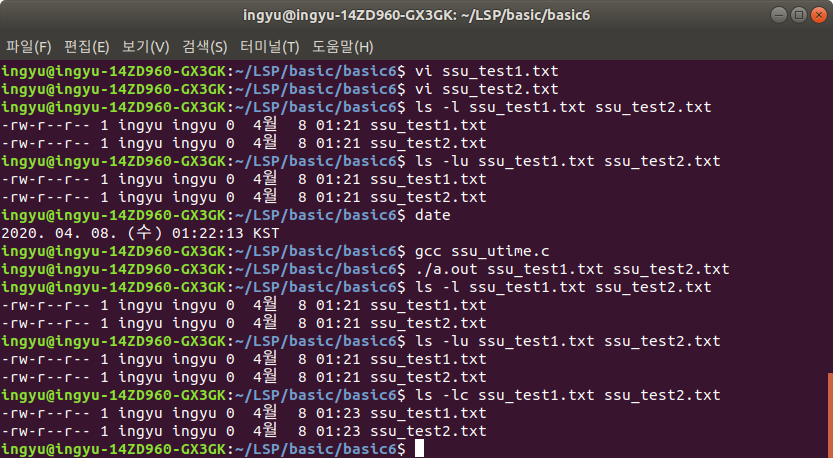 ingyu@ingyu-14ZD960-GX3GK: ~/LSP/basic/basic6
파일(F) 편집(E) 보기(V) 검색(S) 터미널(T) 도움말(H)
ingyu@ingyu-14ZD960-GX3GK:~/LSP/basic/basic6$ vi ssu_test1.txt
ingyu@ingyu-14ZD960-GX3GK:~/LSP/basic/basic6$ vi ssu_test2.txt
ingyu@ingyu-14ZD960-GX3GK:~/LSP/basic/basic6$ ls -l ssu_test1.txt ssu_test2.txt
-rw-r--r-- 1 ingyu ingyu 0  4월  8 01:21 ssu_test1.txt
-rw-r--r-- 1 ingyu ingyu 0  4월  8 01:21 ssu_test2.txt
ingyu@ingyu-14ZD960-GX3GK:~/LSP/basic/basic6$ ls -lu ssu_test1.txt ssu_test2.txt
-rw-r--r-- 1 ingyu ingyu 0  4월  8 01:21 ssu_test1.txt
-rw-r--r-- 1 ingyu ingyu 0  4월  8 01:21 ssu_test2.txt
ingyu@ingyu-14ZD960-GX3GK:~/LSP/basic/basic6$ date
2020. 04. 08. (수) 01:22:13 KST
ingyu@ingyu-14ZD960-GX3GK:~/LSP/basic/basic6$ gcc ssu_utime.c
ingyu@ingyu-14ZD960-GX3GK:~/LSP/basic/basic6$ ./a.out ssu_test1.txt ssu_test2.txt
ingyu@ingyu-14ZD960-GX3GK:~/LSP/basic/basic6$ ls -l ssu_test1.txt ssu_test2.txt
-rw-r--r-- 1 ingyu ingyu 0  4월  8 01:21 ssu_test1.txt
-rw-r--r-- 1 ingyu ingyu 0  4월  8 01:21 ssu_test2.txt
ingyu@ingyu-14ZD960-GX3GK:~/LSP/basic/basic6$ ls -lu ssu_test1.txt ssu_test2.txt
-rw-r--r-- 1 ingyu ingyu 0  4월  8 01:21 ssu_test1.txt
-rw-r--r-- 1 ingyu ingyu 0  4월  8 01:21 ssu_test2.txt
ingyu@ingyu-14ZD960-GX3GK:~/LSP/basic/basic6$ ls -lc ssu_test1.txt ssu_test2.txt
-rw-r--r-- 1 ingyu ingyu 0  4월  8 01:23 ssu_test1.txt
-rw-r--r-- 1 ingyu ingyu 0  4월  8 01:23 ssu_test2.txt
ingyu@ingyu-14ZD960-GX3GK:~/LSP/basic/basic6$